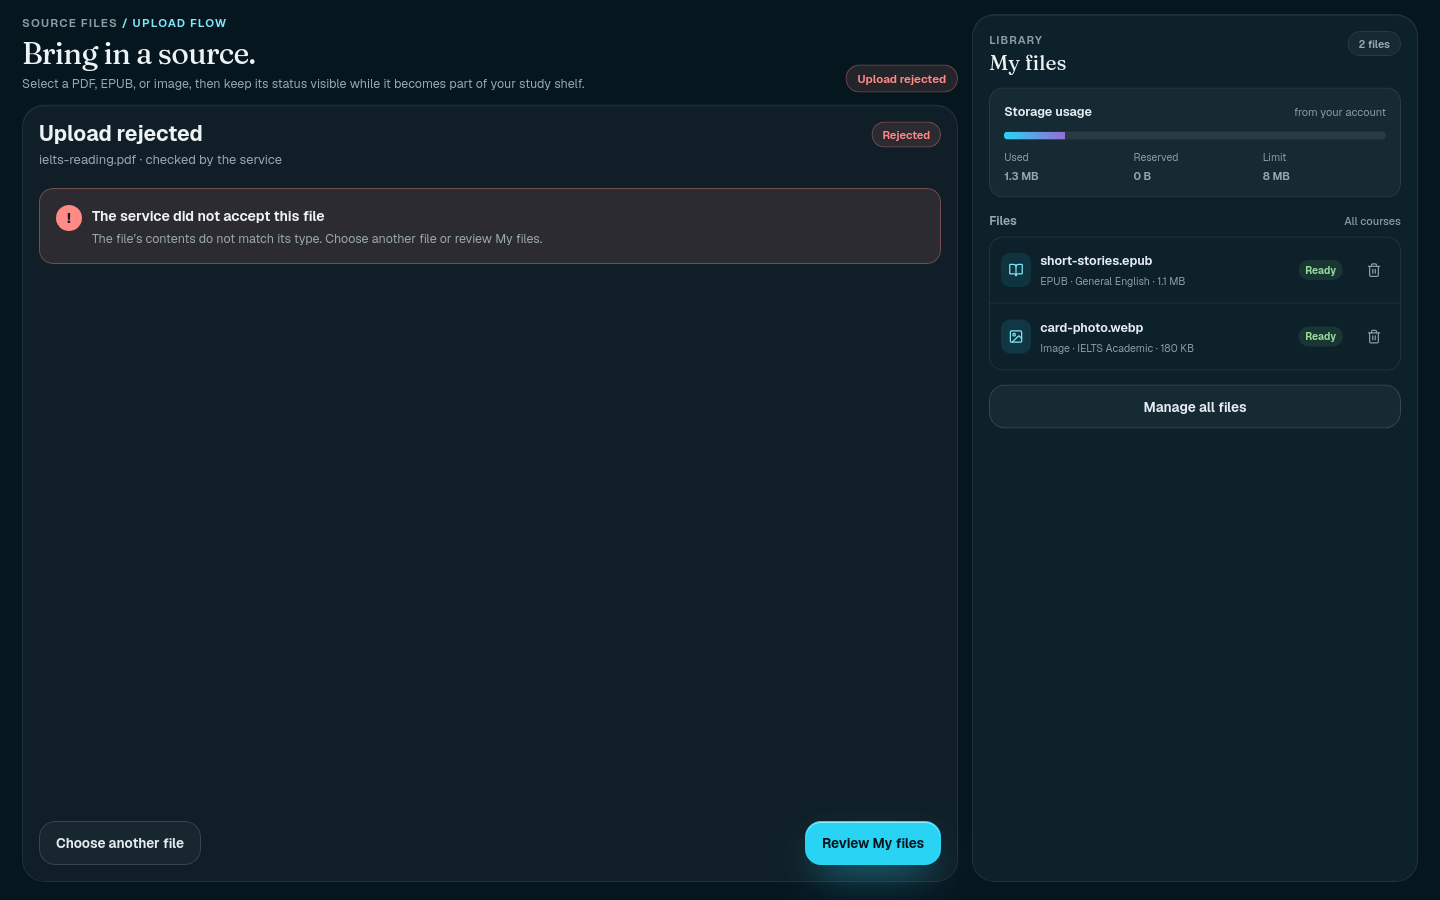 SOURCE FILES / UPLOAD FLOW
Bring in a source.
Select a PDF, EPUB, or image, then keep its status visible while it becomes part of your study shelf.
Upload rejected
Upload rejected
Rejected
ielts-reading.pdf · checked by the service
!
The service did not accept this file
The file's contents do not match its type. Choose another file or review My files.
Choose another file
Review My files
LIBRARY
My files
2 files
Storage usage
from your account
Used
Reserved
Limit
1.3 MB
0 B
8 MB
Files
All courses
short-stories.epub
EPUB · General English · 1.1 MB
Ready
card-photo.webp
Image · IELTS Academic · 180 KB
Ready
Manage all files